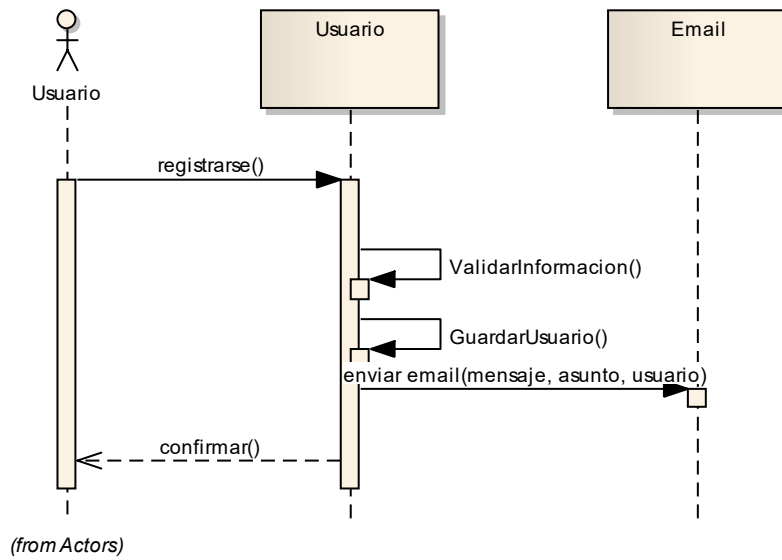 Usuario
Usuario
Email
registrarse()
ValidarInformacion()
GuardarUsuario()
enviar email(mensaje, asunto, usuario)
confirmar()
(from Actors)